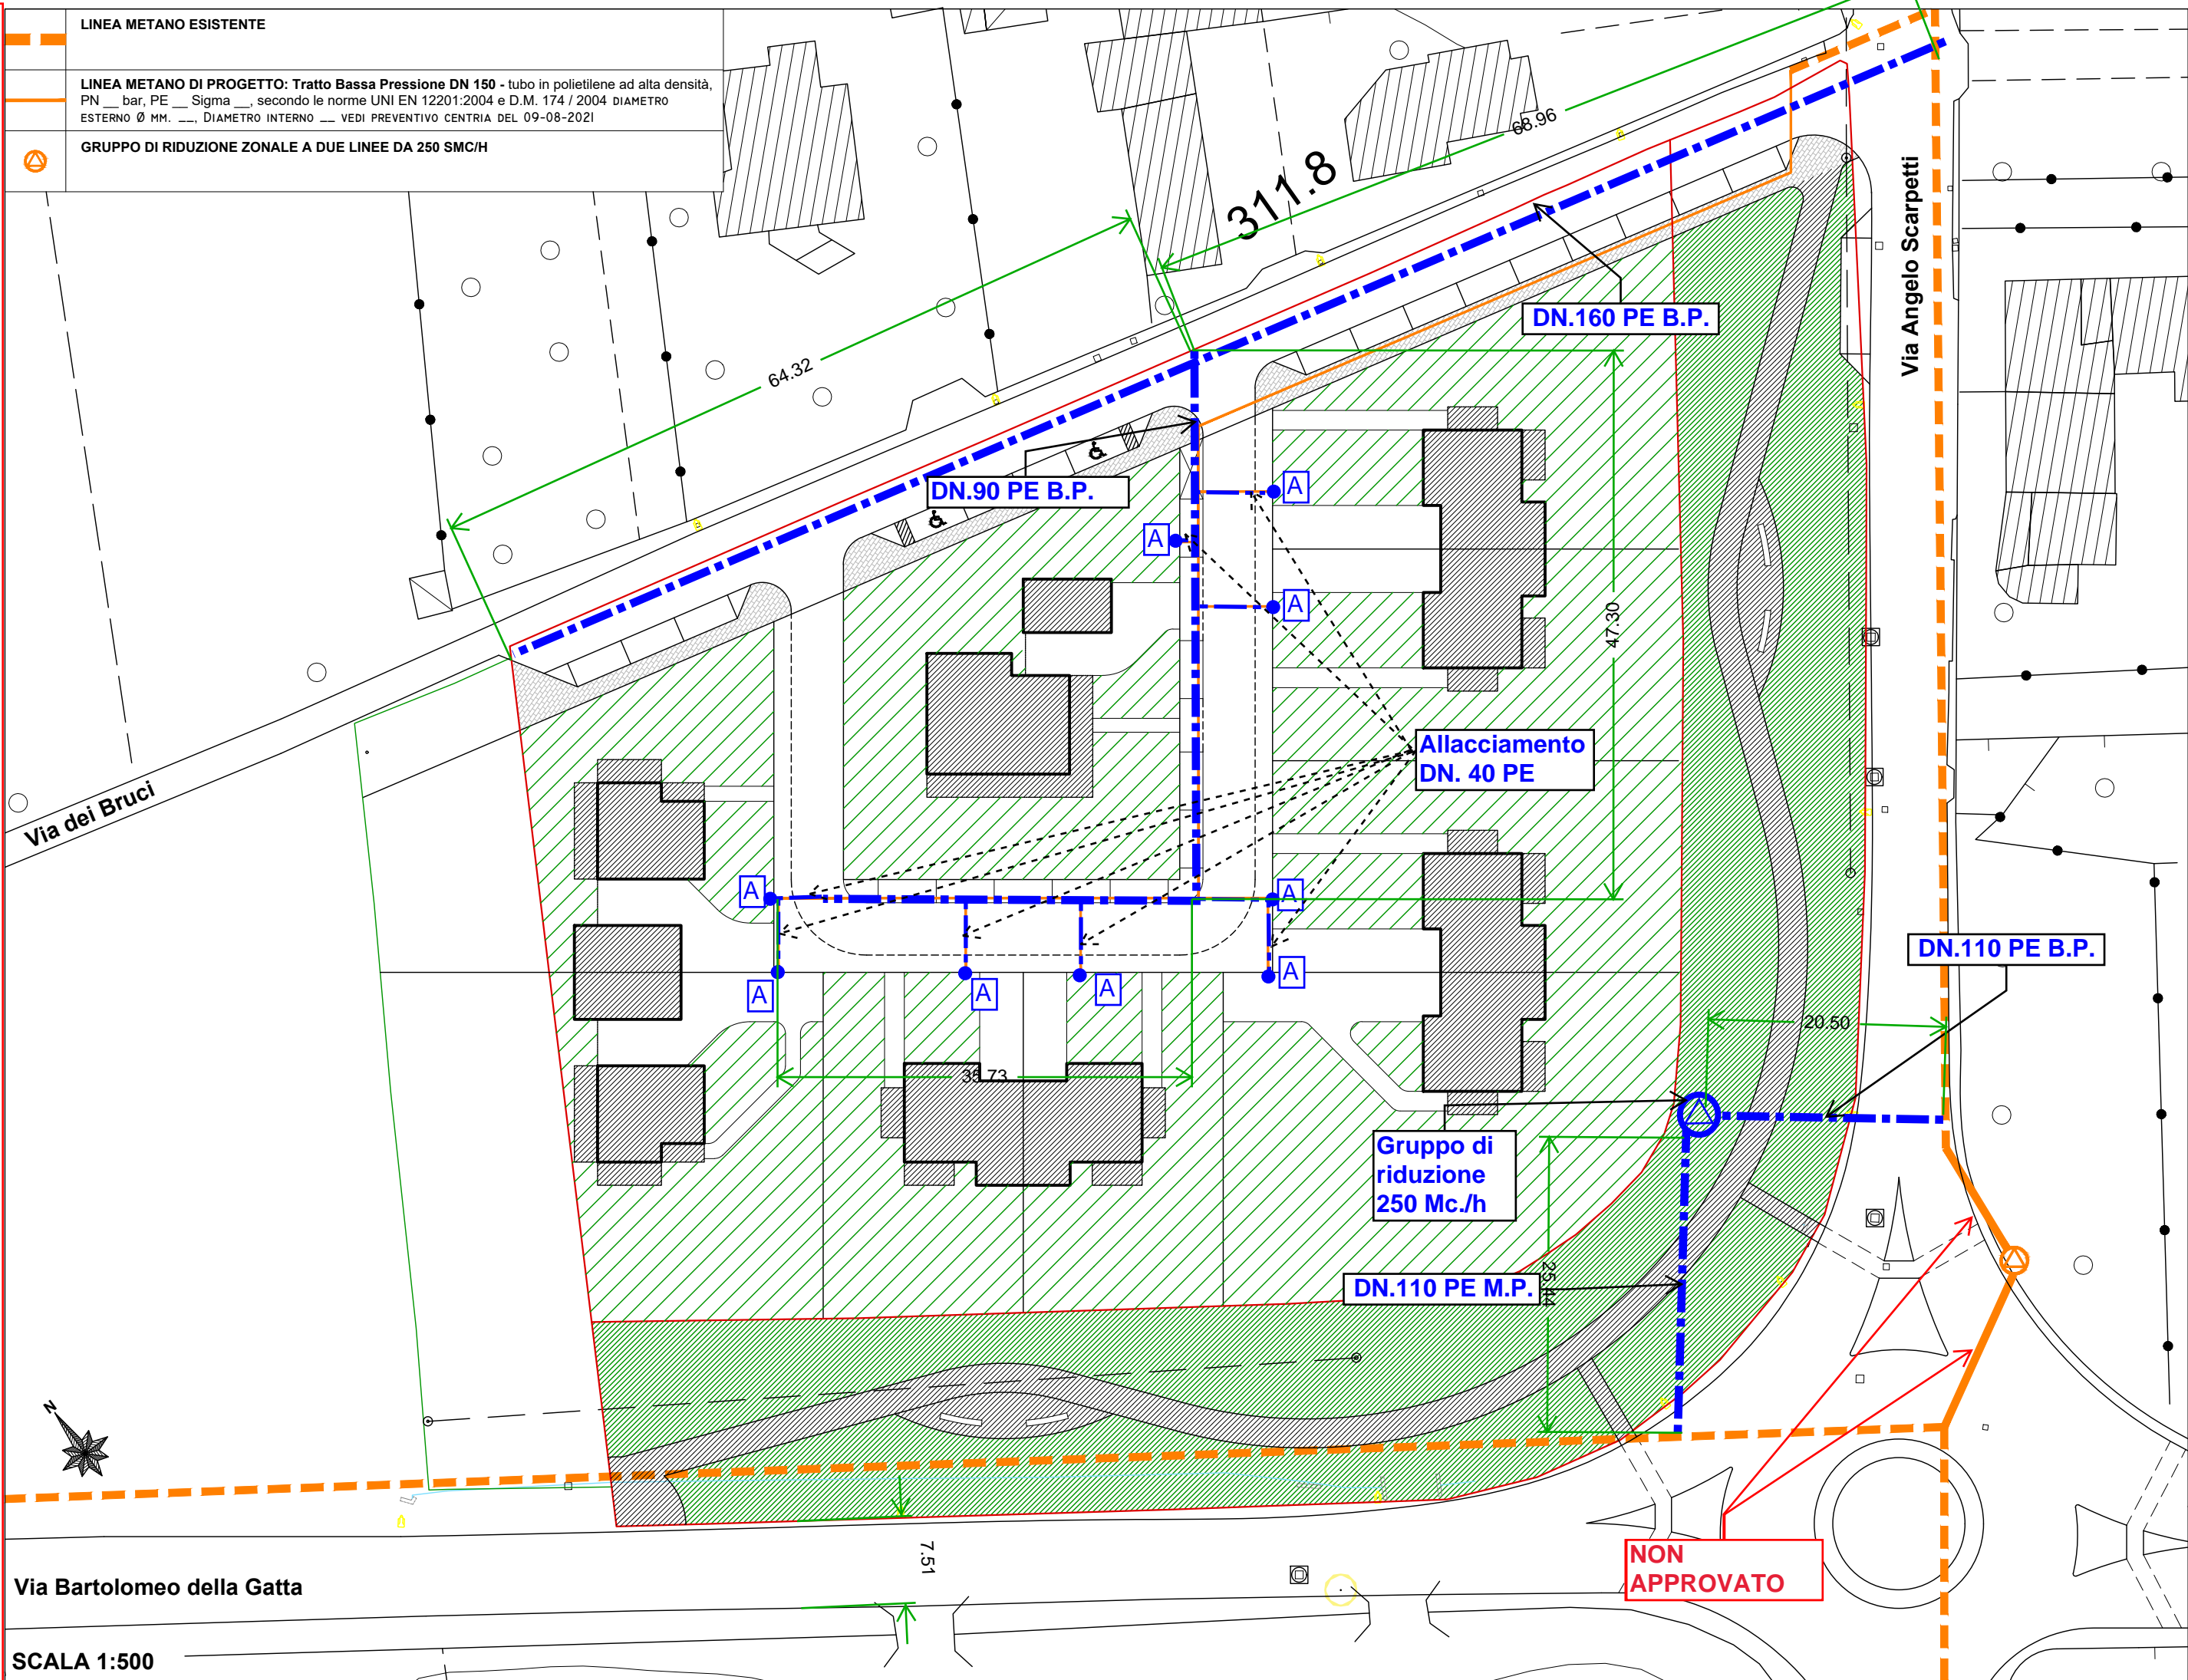 LINEA METANO ESISTENTE
LINEA METANO DI PROGETTO: Tratto Bassa Pressione DN 150 - tubo in polietilene ad alta densità,
PN __ bar, PE __ Sigma __, secondo le norme UNI EN 12201:2004 e D.M. 174 / 2004 DIAMETRO
ESTERNO Ø MM. __, DIAMETRO INTERNO __ VEDI PREVENTIVO CENTRIA DEL 09-08-2021
GRUPPO DI RIDUZIONE ZONALE A DUE LINEE DA 250 SMC/H
68.96
311.8
Via Angelo Scarpetti
DN.160 PE B.P.
64.32
DN.90 PE B.P.
A
A
A
47.30
Allacciamento
DN. 40 PE
Via dei Bruci
A
A
A
A
A
A
DN.110 PE B.P.
20.50
35.73
Gruppo di
riduzione
250 Mc./h
DN.110 PE M.P.
25.44
N
7.51
NON
APPROVATO
Via Bartolomeo della Gatta
SCALA 1:500